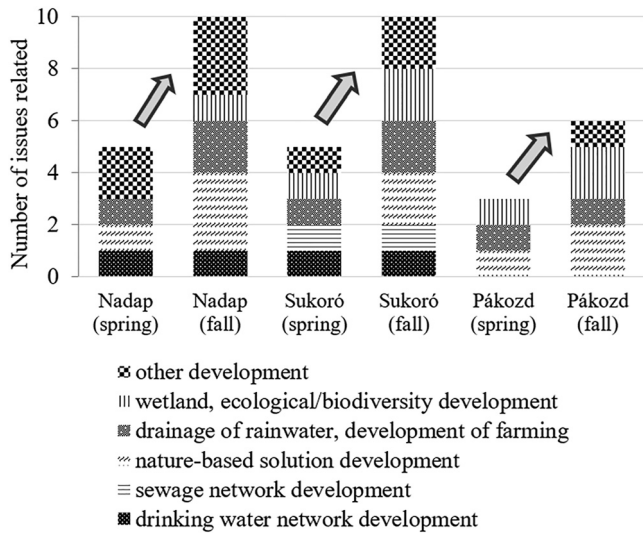 Number of issues related
10
8
6
4
2
0
Nadap Nadap Sukoró Sukoró Pákozd Pákozd
(spring) (fall) (spring) (fall) (spring) (fall)
other development
wetland, ecological/biodiversity development
drainage of rainwater, development of farming
nature-based solution development
sewage network development
drinking water network development